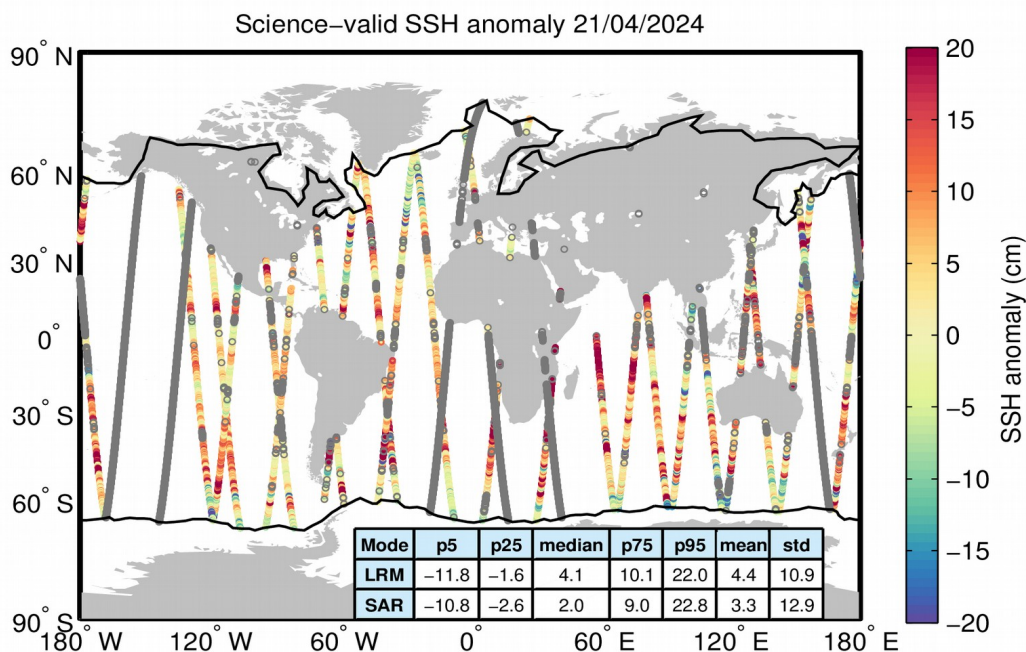 Science−valid SSH anomaly 21/04/2024
90° N
60° N
30° N
0°
30° S
60° S
90° S
180° W
120° W
60° W
0°
60° E
120° E
180° E
Mode p5 p25 median p75 p95 mean std
LRM −11.8 −1.6 4.1 10.1 22.0 4.4 10.9
SAR −10.8 −2.6 2.0 9.0 22.8 3.3 12.9
20
15
10
5
0
−5
−10
−15
−20
SSH anomaly (cm)